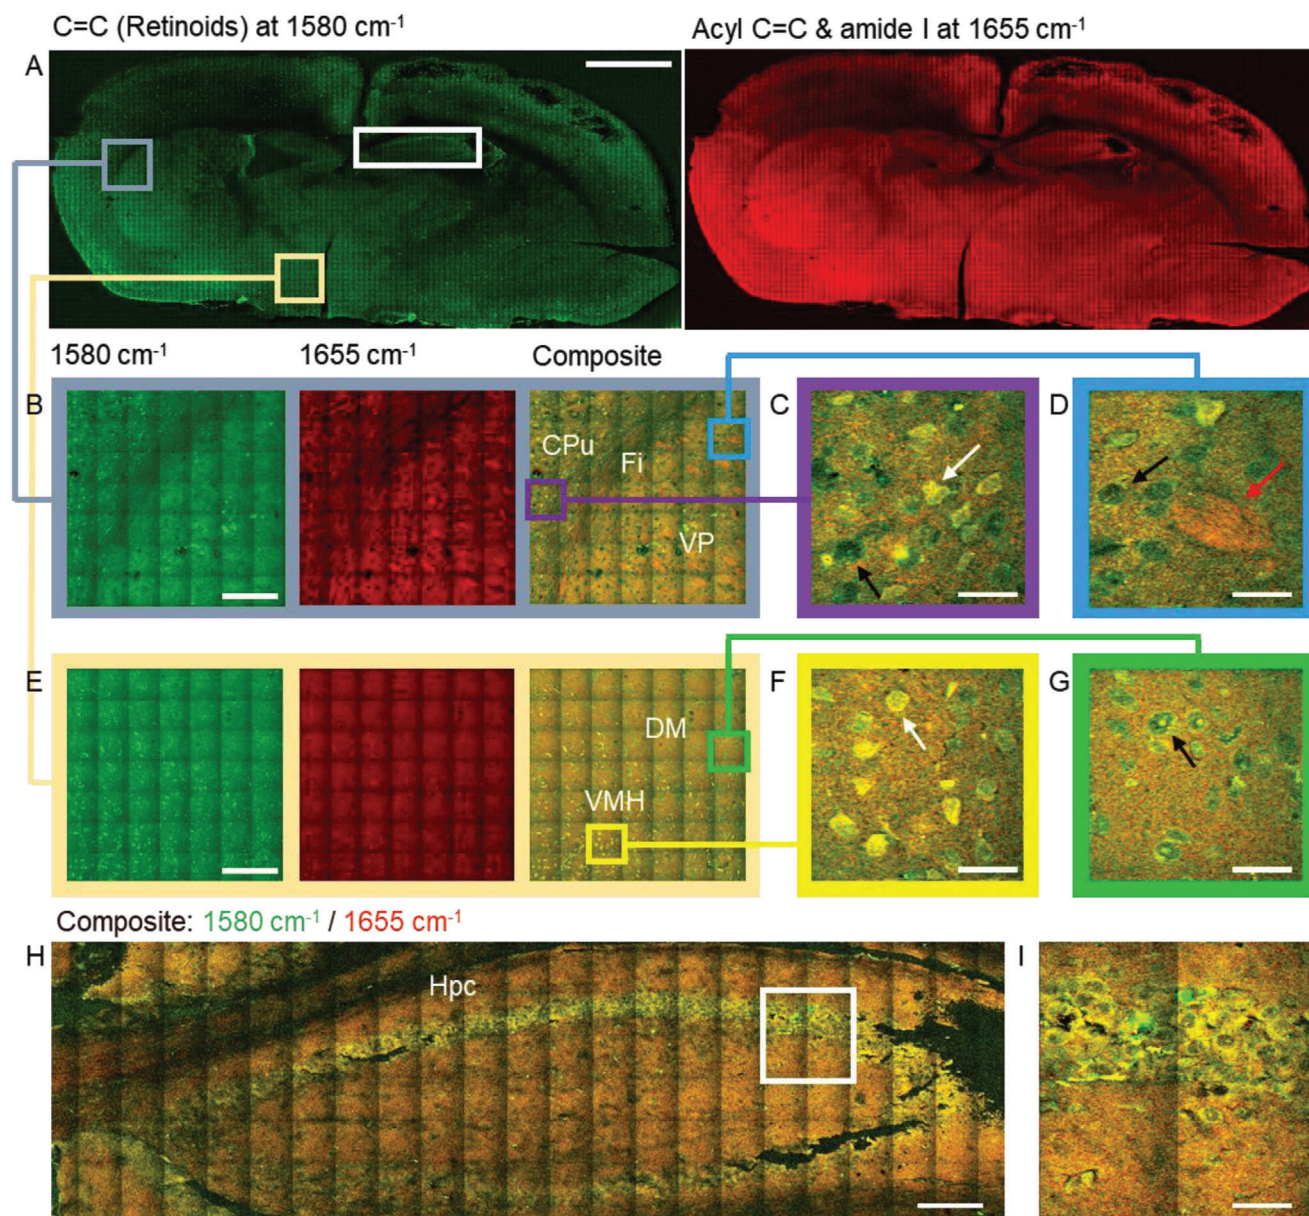 C=C (Retinoids) at 1580 cm⁻¹ Acyl C=C & amide I at 1655 cm⁻¹
A
1580 cm⁻¹ 1655 cm⁻¹ Composite
B C D
CPu
Fi
VP
E F G
DM
VMH
Composite: 1580 cm⁻¹ / 1655 cm⁻¹
H I
Hpc